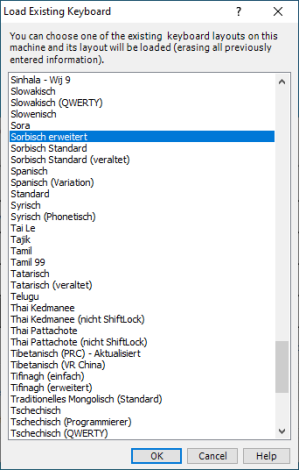 Load Existing Keyboard
?
You can choose one of the existing keyboard layouts on this
machine and its layout will be loaded (erasing all previously
entered information).
Sinhala - Wij 9
Slowakisch
Slowakisch (QWERTY)
Slowenisch
Sora
Sorbisch erweitert
Sorbisch Standard
Sorbisch Standard (veraltet)
Spanisch
Spanisch (Variation)
Standard
Syrisch
Syrisch (Phonetisch)
Tai Le
Tajik
Tamil
Tamil 99
Tatarisch
Tatarisch (veraltet)
Telugu
Thai Kedmanee
Thai Kedmanee (nicht ShiftLock)
Thai Pattachote
Thai Pattachote (nicht ShiftLock)
Tibetanisch (PRC) - Aktualisiert
Tibetanisch (VR China)
Tifinagh (einfach)
Tifinagh (erweitert)
Traditionelles Mongolisch (Standard)
Tschechisch
Tschechisch (Programmierer)
Tschechisch (QWERTY)
OK Cancel Help